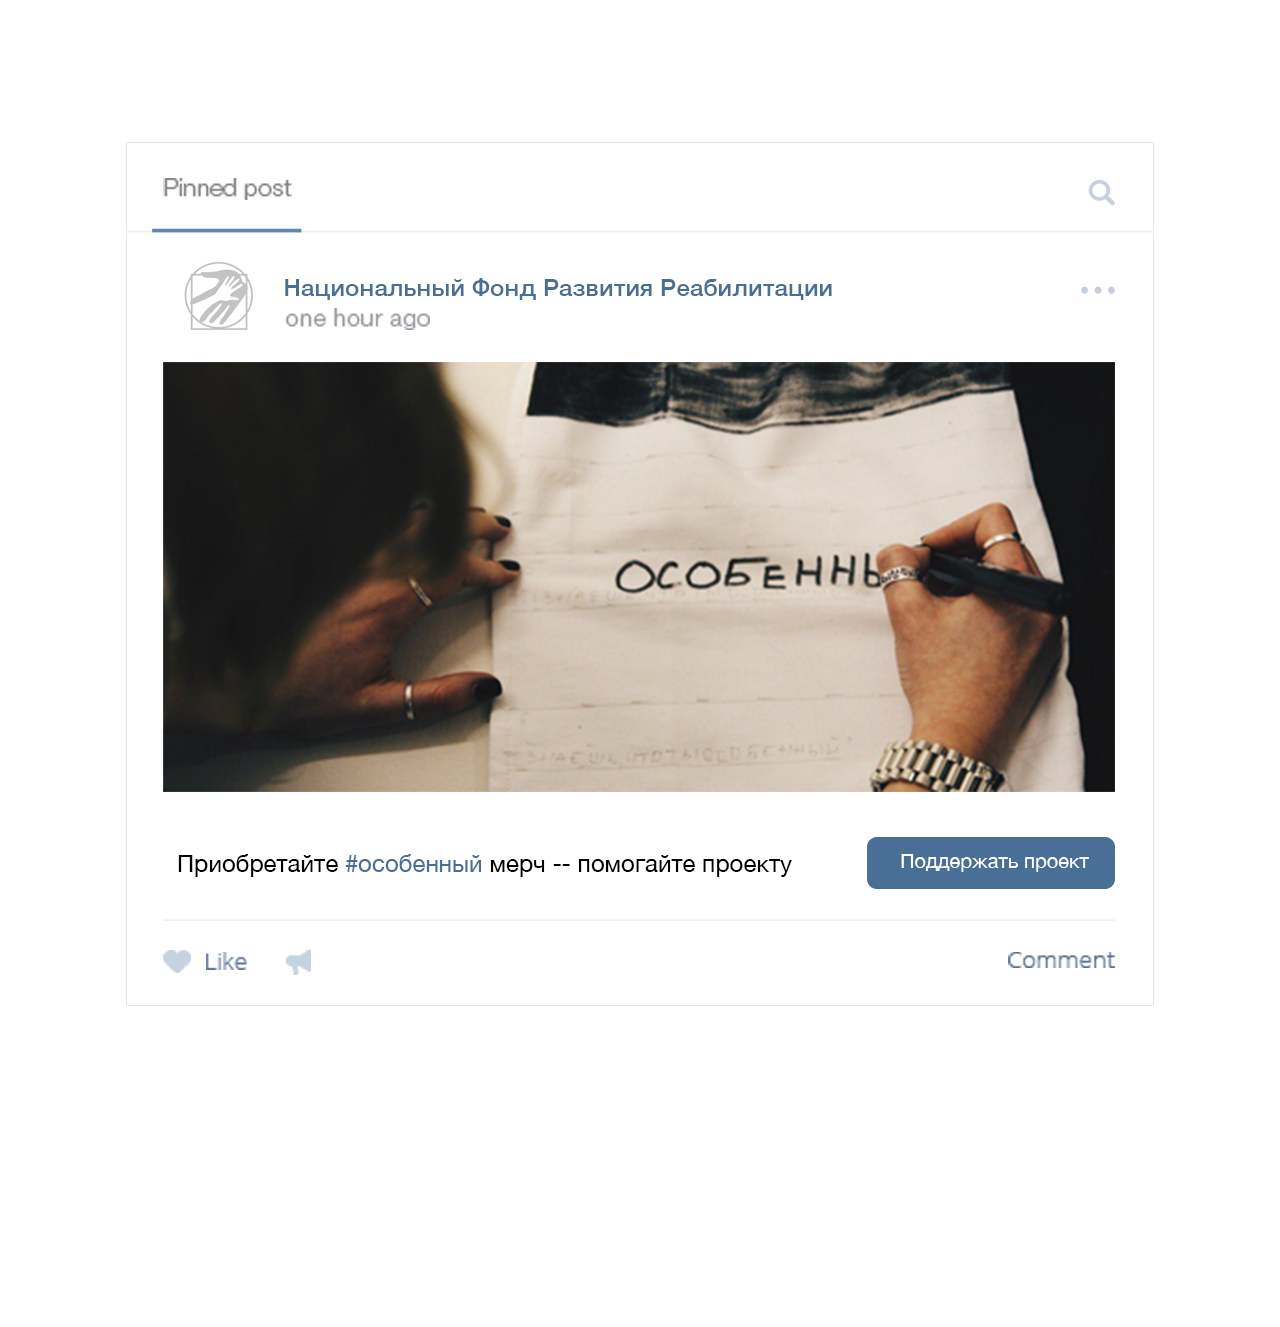 Pinned post
Национальный Фонд Развития Реабилитации
one hour ago
ОСОБЕННЫ
Приобретайте #особенный мерч -- помогайте проекту
Поддержать проект
Like
Comment